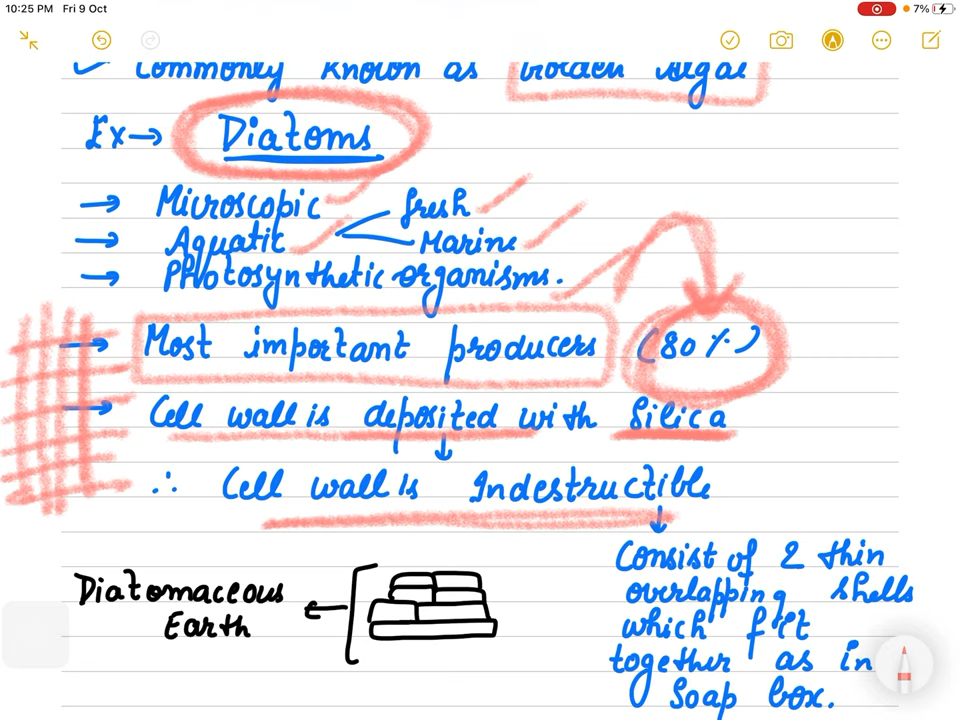 10:25 PM Fri 9 Oct 7%
Commonly known as Golden Algae
Ex→ Diatoms
→ Microscopic fresh
→ Aquatic Marine
→ Photosynthetic organisms.
→ Most important producers (80%)
→ Cell wall is deposited with Silica
∴ Cell wall is Indestructible
Consist of 2 thin
overlapping shells
which fit
together as in
Soap box.
Diatomaceous
Earth